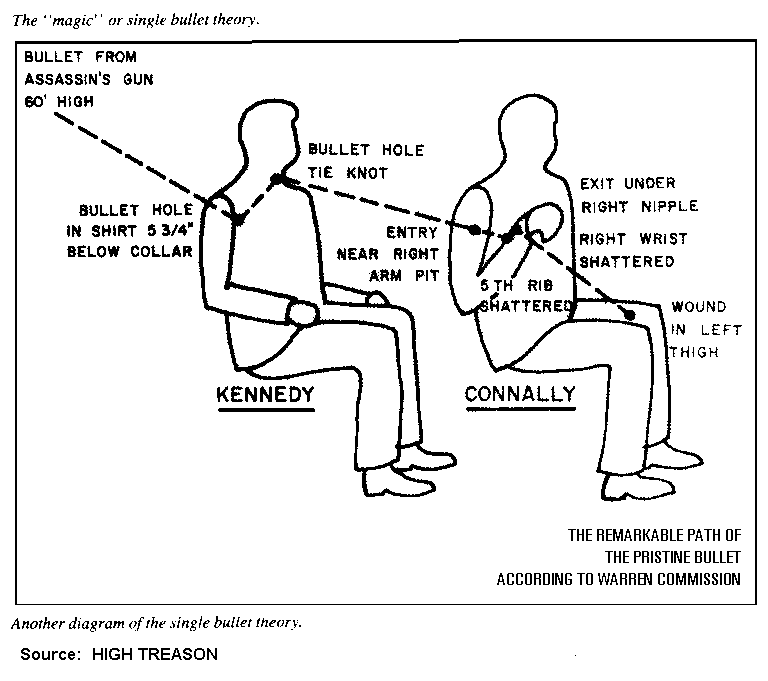 The "magic" or single bullet theory.
BULLET FROM
ASSASSIN'S GUN
60' HIGH
BULLET HOLE
TIE KNOT
BULLET HOLE
IN SHIRT 5 3/4"
BELOW COLLAR
EXIT UNDER
RIGHT NIPPLE
ENTRY
NEAR RIGHT
ARM PIT
RIGHT WRIST
SHATTERED
5 TH RIB
SHATTERED
WOUND
IN LEFT
THIGH
KENNEDY
CONNALLY
THE REMARKABLE PATH OF
THE PRISTINE BULLET
ACCORDING TO WARREN COMMISSION
Another diagram of the single bullet theory.
Source: HIGH TREASON